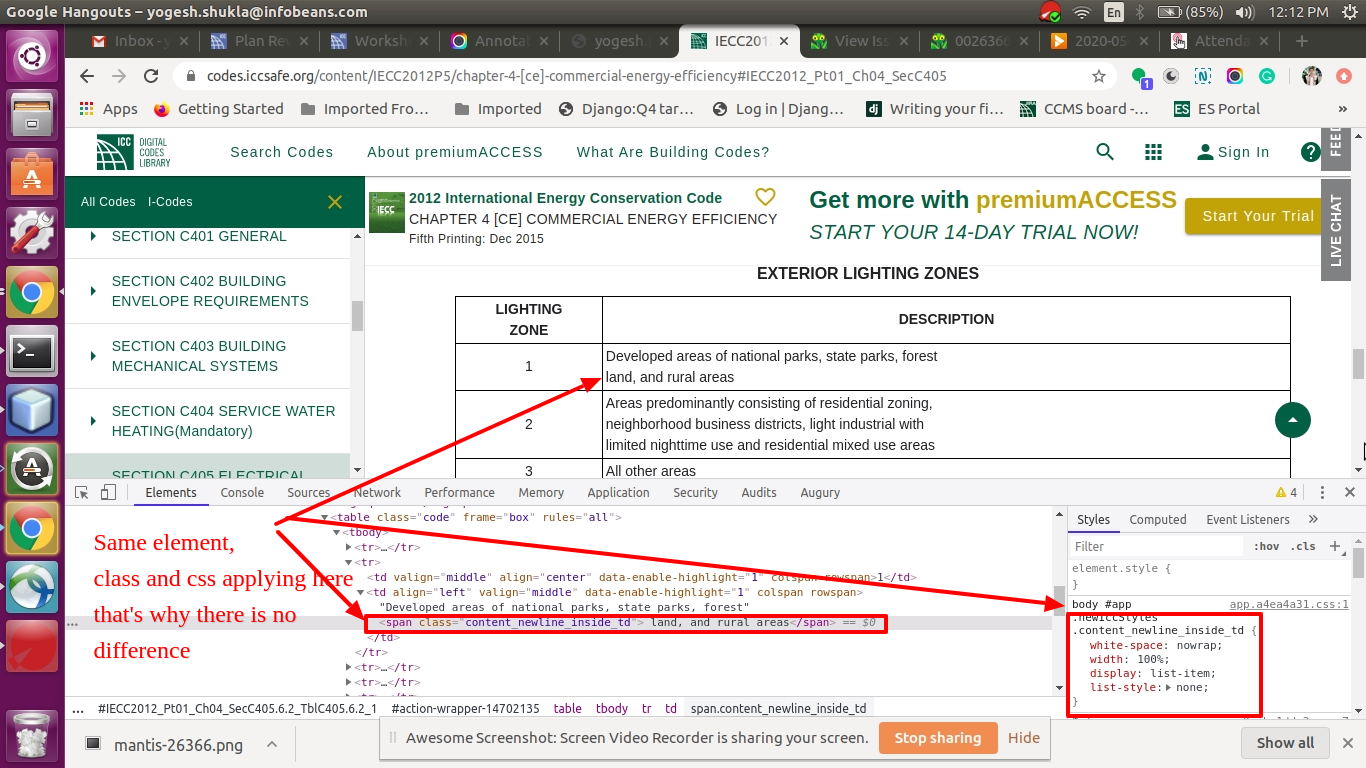 Google Hangouts – yogesh.shukla@infobeans.com
En
(85%)
12:12 PM
Inbox - y
Plan Rev
Worksh
Annota
yogesh.
IECC201
View Iss
0026366
2020-05-
Attenda
codes.iccsafe.org/content/IECC2012P5/chapter-4-[ce]-commercial-energy-efficiency#IECC2012_Pt01_Ch04_SecC405
1
Apps
Getting Started
Imported Fro...
Imported
Django:Q4 tar...
Log in | Djang...
dj
Writing your fi...
CCMS board -...
ES
ES Portal
»
ICC
DIGITAL
CODES
LIBRARY
Search Codes
About premiumACCESS
What Are Building Codes?
Sign In
?
FEED
LIVE CHAT
All Codes
I-Codes
IECC
2012 International Energy Conservation Code
CHAPTER 4 [CE] COMMERCIAL ENERGY EFFICIENCY
Fifth Printing: Dec 2015
Get more with premiumACCESS
START YOUR 14-DAY TRIAL NOW!
Start Your Trial
SECTION C401 GENERAL
SECTION C402 BUILDING
ENVELOPE REQUIREMENTS
SECTION C403 BUILDING
MECHANICAL SYSTEMS
SECTION C404 SERVICE WATER
HEATING(Mandatory)
SECTION C405 ELECTRICAL
EXTERIOR LIGHTING ZONES
LIGHTING
ZONE
DESCRIPTION
1
Developed areas of national parks, state parks, forest
land, and rural areas
2
Areas predominantly consisting of residential zoning,
neighborhood business districts, light industrial with
limited nighttime use and residential mixed use areas
3
All other areas
Elements
Console
Sources
Network
Performance
Memory
Application
Security
Audits
Augury
4
<table class="code" frame="box" rules="all">
<tbody>
<tr>…</tr>
<tr>
<td valign="middle" align="center" data-enable-highlight="1" colspan rowspan>1</td>
<td align="left" valign="middle" data-enable-highlight="1" colspan rowspan>
"Developed areas of national parks, state parks, forest"
<span class="content_newline_inside_td"> land, and rural areas</span> == $0
</td>
</tr>
<tr>…</tr>
<tr>…</tr>
Same element,
class and css applying here
that's why there is no
difference
Styles
Computed
Event Listeners
»
Filter
:hov
.cls
+
element.style {
}
body #app
app.a4ea4a31.css:1
.newiccStyles
.content_newline_inside_td {
white-space: nowrap;
width: 100%;
display: list-item;
list-style: none;
}
...
#IECC2012_Pt01_Ch04_SecC405.6.2_TblC405.6.2_1
#action-wrapper-14702135
table
tbody
tr
td
span.content_newline_inside_td
mantis-26366.png
Awesome Screenshot: Screen Video Recorder is sharing your screen.
Stop sharing
Hide
Show all